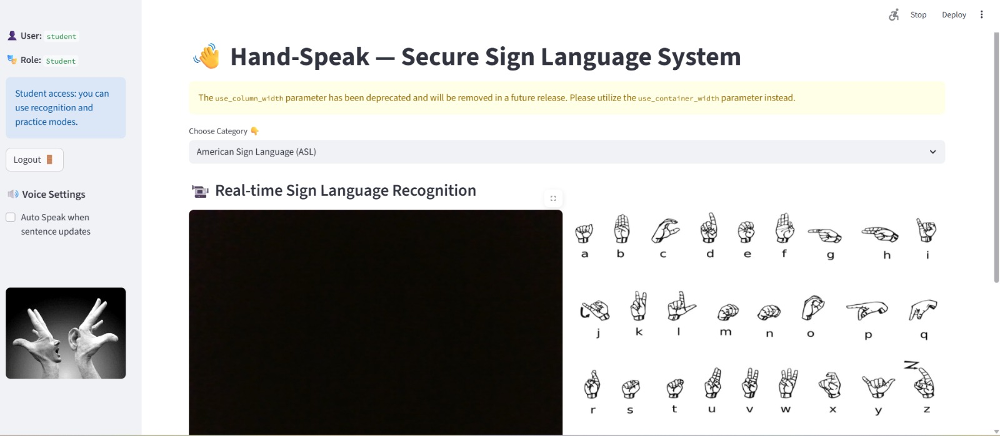 Stop
Deploy
User: student
Role: Student
Student access: you can
use recognition and
practice modes.
Logout
Voice Settings
Auto Speak when
sentence updates
Hand-Speak — Secure Sign Language System
The use_column_width parameter has been deprecated and will be removed in a future release. Please utilize the use_container_width parameter instead.
Choose Category
American Sign Language (ASL)
Real-time Sign Language Recognition
a b c d e f g h i
j k l m n o p q
Z
r s t u v w x y z